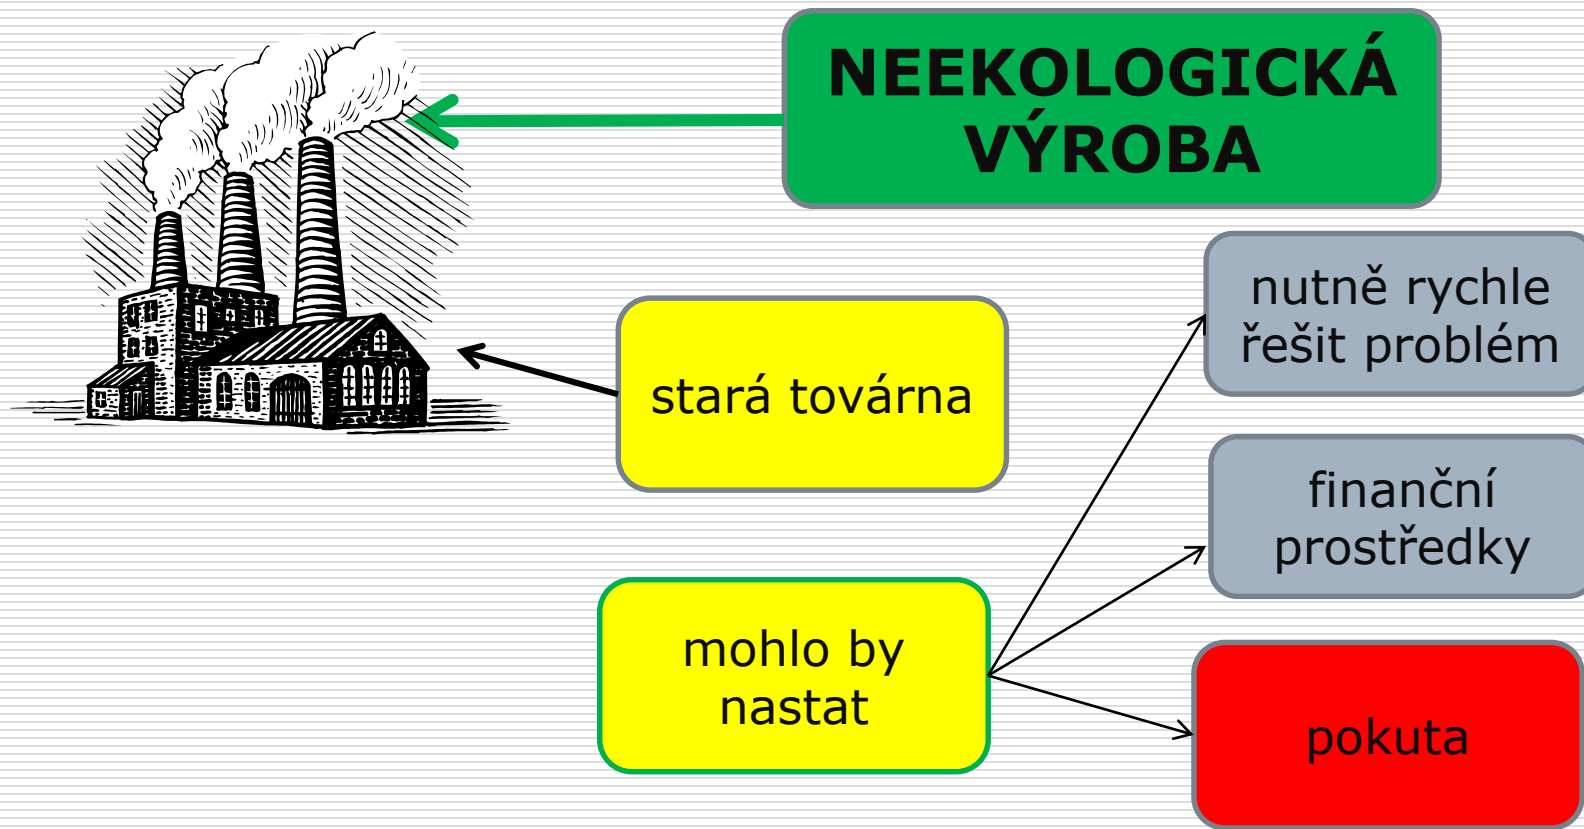 NEEKOLOGICKÁ
VÝROBA
nutně rychle
řešit problém
stará továrna
finanční
prostředky
mohlo by
nastat
pokuta